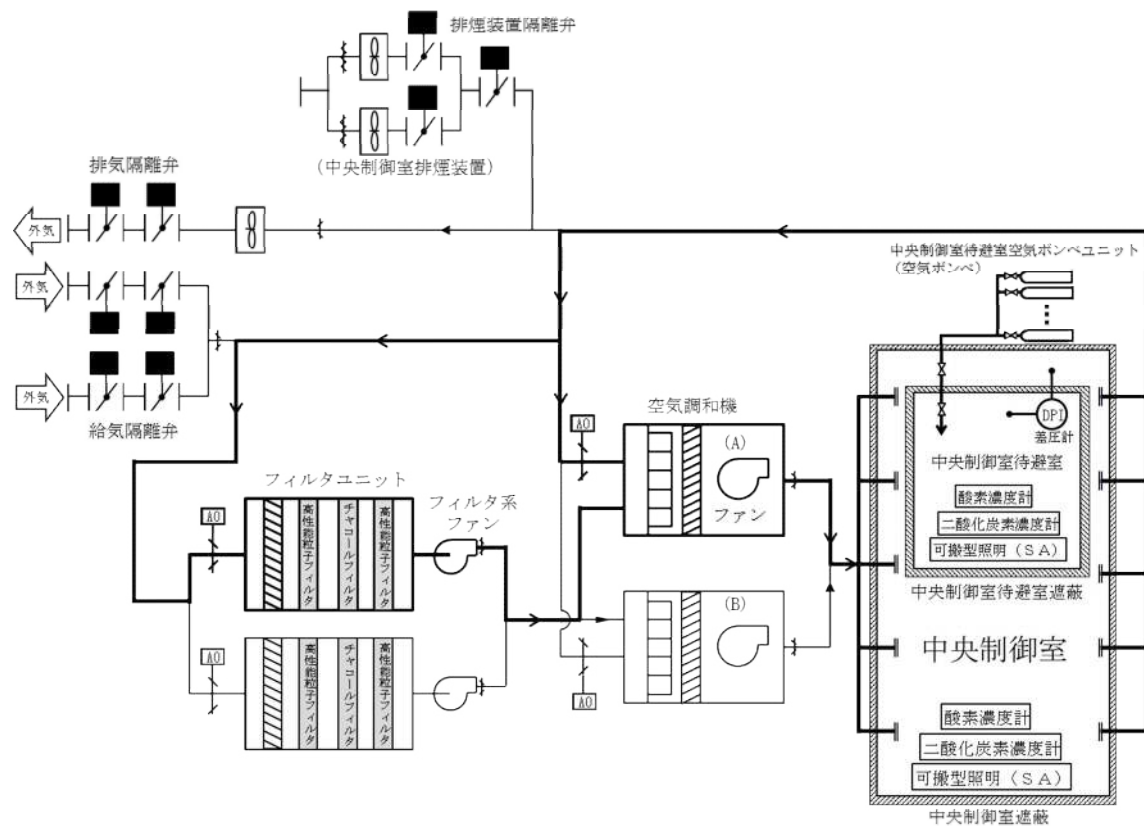 排煙装置隔離弁
(中央制御室排煙装置)
排気隔離弁
外気
外気
外気
給気隔離弁
中央制御室待避室空気ボンベユニット
(空気ボンベ)
フィルタユニット
フィルタ系
ファン
AO
高性能粒子フィルタ
チャコールフィルタ
高性能粒子フィルタ
AO
高性能粒子フィルタ
チャコールフィルタ
高性能粒子フィルタ
空気調和機
AO
(A)
ファン
(B)
AO
DPI
差圧計
中央制御室待避室
酸素濃度計
二酸化炭素濃度計
可搬型照明(SA)
中央制御室待避室遮蔽
中央制御室
酸素濃度計
二酸化炭素濃度計
可搬型照明(SA)
中央制御室遮蔽